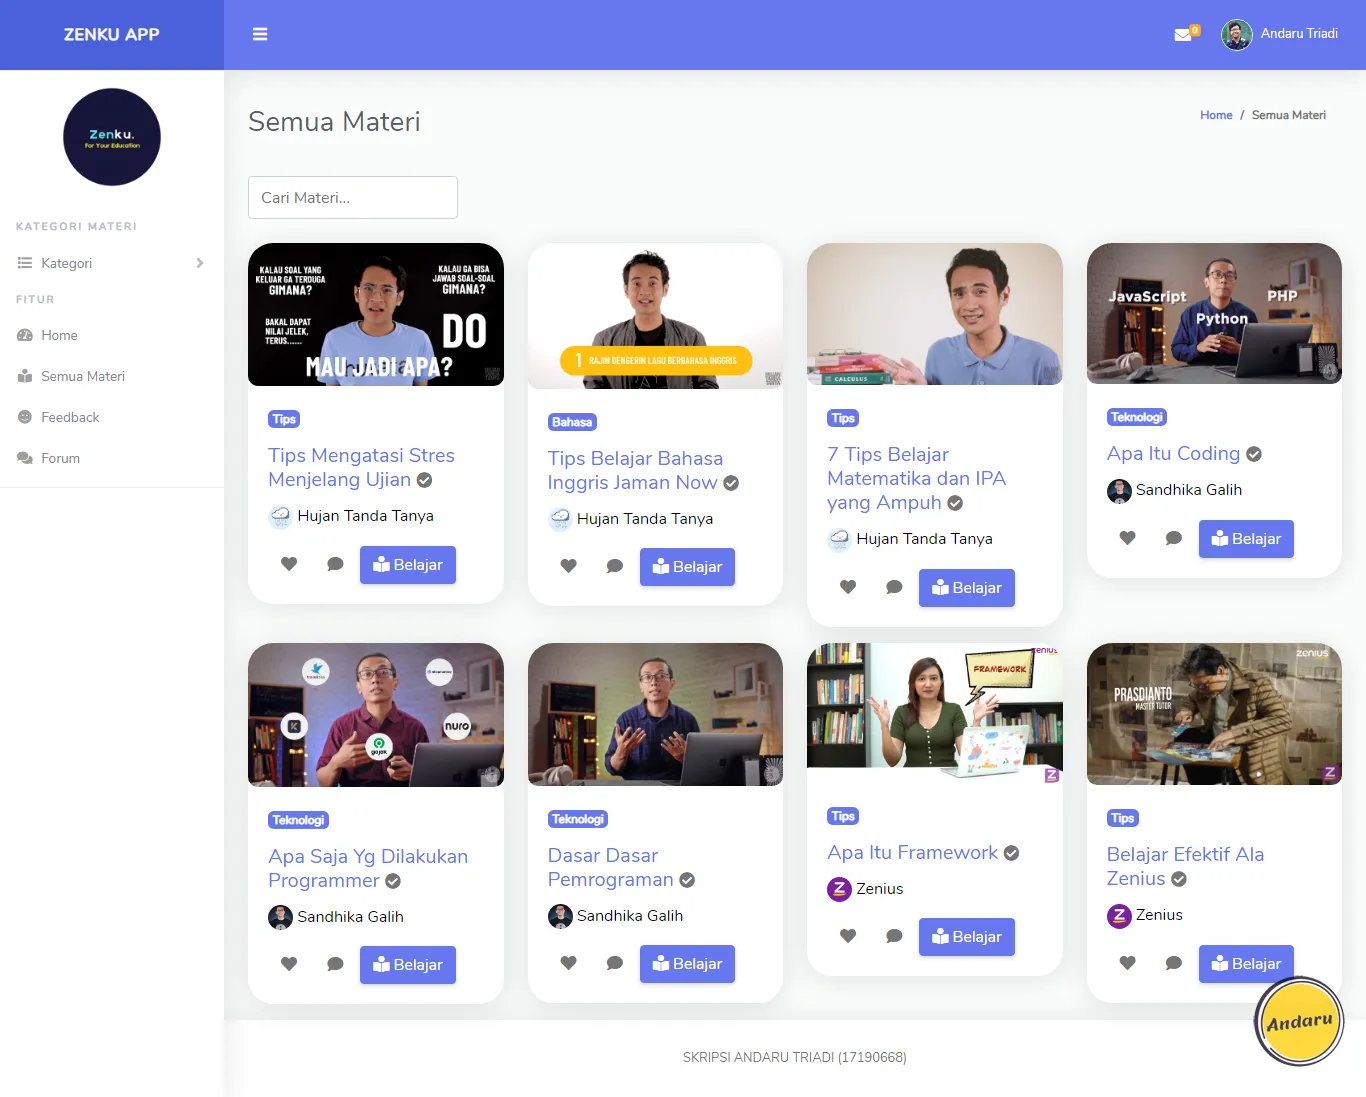 ZENKU APP
0
Andaru Triadi
Zenku.
For Your Education
Semua Materi
Home / Semua Materi
Cari Materi...
KATEGORI MATERI
Kategori
FITUR
Home
Semua Materi
Feedback
Forum
KALAU SOAL YANG
KELUAR GA TERDUGA
GIMANA?
KALAU GA BISA
JAWAB SOAL-SOAL
GIMANA?
BAKAL DAPAT
NILAI JELEK,
TERUS......
DO
MAU JADI APA?
Tips
Tips Mengatasi Stres
Menjelang Ujian
Hujan Tanda Tanya
Belajar
1 RAJIN DENGERIN LAGU BERBAHASA INGGRIS
Bahasa
Tips Belajar Bahasa
Inggris Jaman Now
Hujan Tanda Tanya
Belajar
CALCULUS
Tips
7 Tips Belajar
Matematika dan IPA
yang Ampuh
Hujan Tanda Tanya
Belajar
JavaScript
PHP
Python
Teknologi
Apa Itu Coding
Sandhika Galih
Belajar
nuro
gojek
Teknologi
Apa Saja Yg Dilakukan
Programmer
Sandhika Galih
Belajar
Teknologi
Dasar Dasar
Pemrograman
Sandhika Galih
Belajar
zenius
FRAMEWORK
Z
Tips
Apa Itu Framework
Z Zenius
Belajar
zenius
PRASDIANTO
MASTER TUTOR
Z
Tips
Belajar Efektif Ala
Zenius
Z Zenius
Belajar
Andaru
SKRIPSI ANDARU TRIADI (17190668)